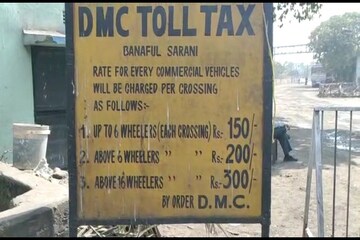 DMC TOLL TAX
BANAFUL SARANI
RATE FOR EVERY COMMERCIAL VEHICLES
WILL BE CHARGED PER CROSSING
AS FOLLOWS:-
1. UP TO 6 WHEELERS (EACH CROSSING) Rs- 150/-
2. ABOVE 6 WHEELERS " " Rs- 200/-
3. ABOVE 16 WHEELERS " " Rs- 300/-
BY ORDER D.M.C.